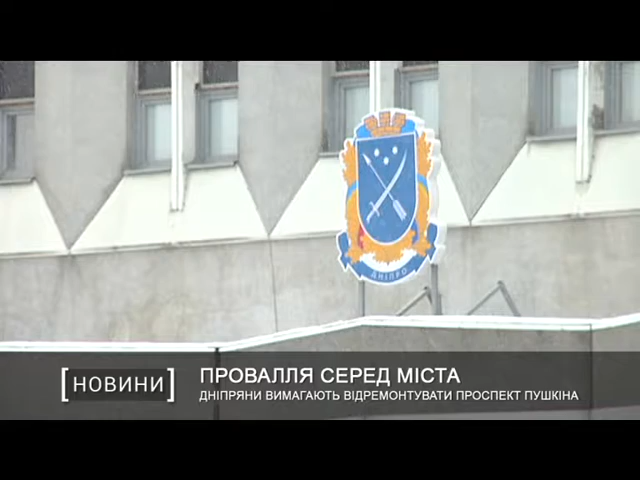 ДНІПРО
[НОВИНИ]
ПРОВАЛЛЯ СЕРЕД МІСТА
ДНІПРЯНИ ВИМАГАЮТЬ ВІДРЕМОНТУВАТИ ПРОСПЕКТ ПУШКІНА